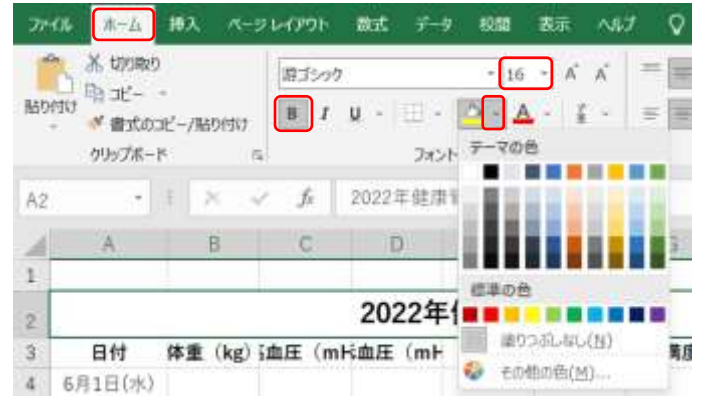 ファイル ホーム 挿入 ページ レイアウト 数式 データ 校閲 表示 ヘルプ
切り取り
コピー
貼り付け
書式のコピー/貼り付け
クリップボード
游ゴシック 16 A A
B I U A
フォント
テーマの色
標準の色
塗りつぶしなし(N)
その他の色(M)...
A2 fx 2022年健康
A B C D
1
2 2022年
3 日付 体重（kg） 血圧（mH 血圧（mH 満度
4 6月1日(水)